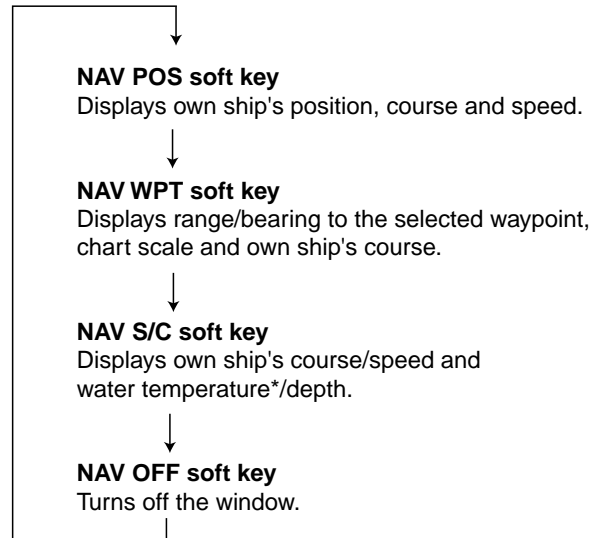 NAV POS soft key
Displays own ship's position, course and speed.
NAV WPT soft key
Displays range/bearing to the selected waypoint,
chart scale and own ship's course.
NAV S/C soft key
Displays own ship's course/speed and
water temperature*/depth.
NAV OFF soft key
Turns off the window.